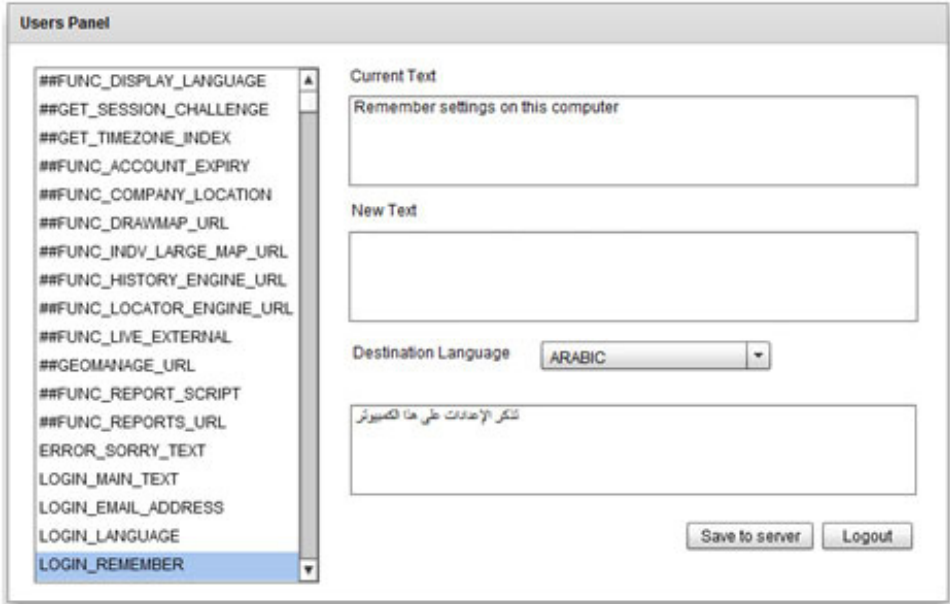 Users Panel
##FUNC_DISPLAY_LANGUAGE
##GET_SESSION_CHALLENGE
##GET_TIMEZONE_INDEX
##FUNC_ACCOUNT_EXPIRY
##FUNC_COMPANY_LOCATION
##FUNC_DRAWMAP_URL
##FUNC_INDV_LARGE_MAP_URL
##FUNC_HISTORY_ENGINE_URL
##FUNC_LOCATOR_ENGINE_URL
##FUNC_LIVE_EXTERNAL
##GEOMANAGE_URL
##FUNC_REPORT_SCRIPT
##FUNC_REPORTS_URL
ERROR_SORRY_TEXT
LOGIN_MAIN_TEXT
LOGIN_EMAIL_ADDRESS
LOGIN_LANGUAGE
LOGIN_REMEMBER
Current Text
Remember settings on this computer
New Text
Destination Language
ARABIC
تذكر الإعدادات على هذا الكمبيوتر
Save to server
Logout